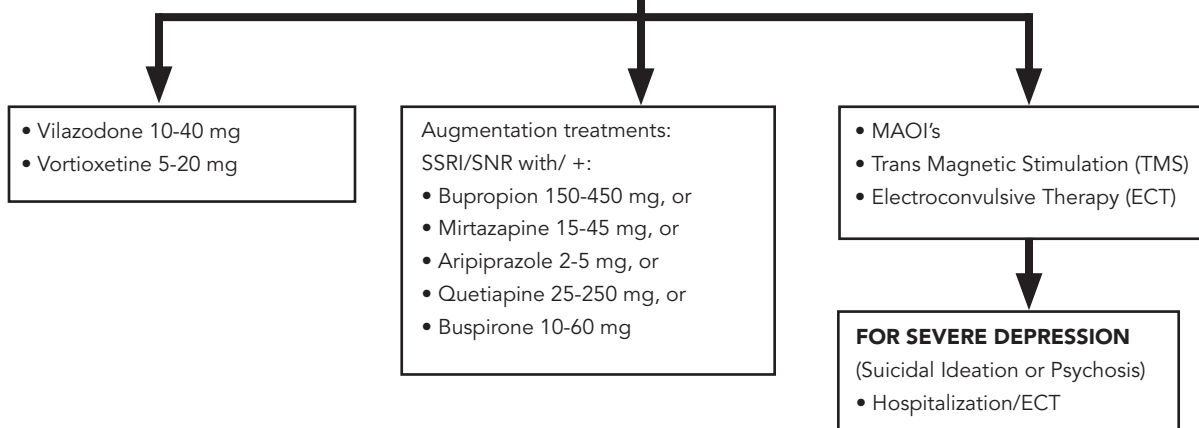 • Vilazodone 10-40 mg
• Vortioxetine 5-20 mg
Augmentation treatments:
SSRI/SNR with/ +:
• Bupropion 150-450 mg, or
• Mirtazapine 15-45 mg, or
• Aripiprazole 2-5 mg, or
• Quetiapine 25-250 mg, or
• Buspirone 10-60 mg
• MAOI's
• Trans Magnetic Stimulation (TMS)
• Electroconvulsive Therapy (ECT)
FOR SEVERE DEPRESSION
(Suicidal Ideation or Psychosis)
• Hospitalization/ECT